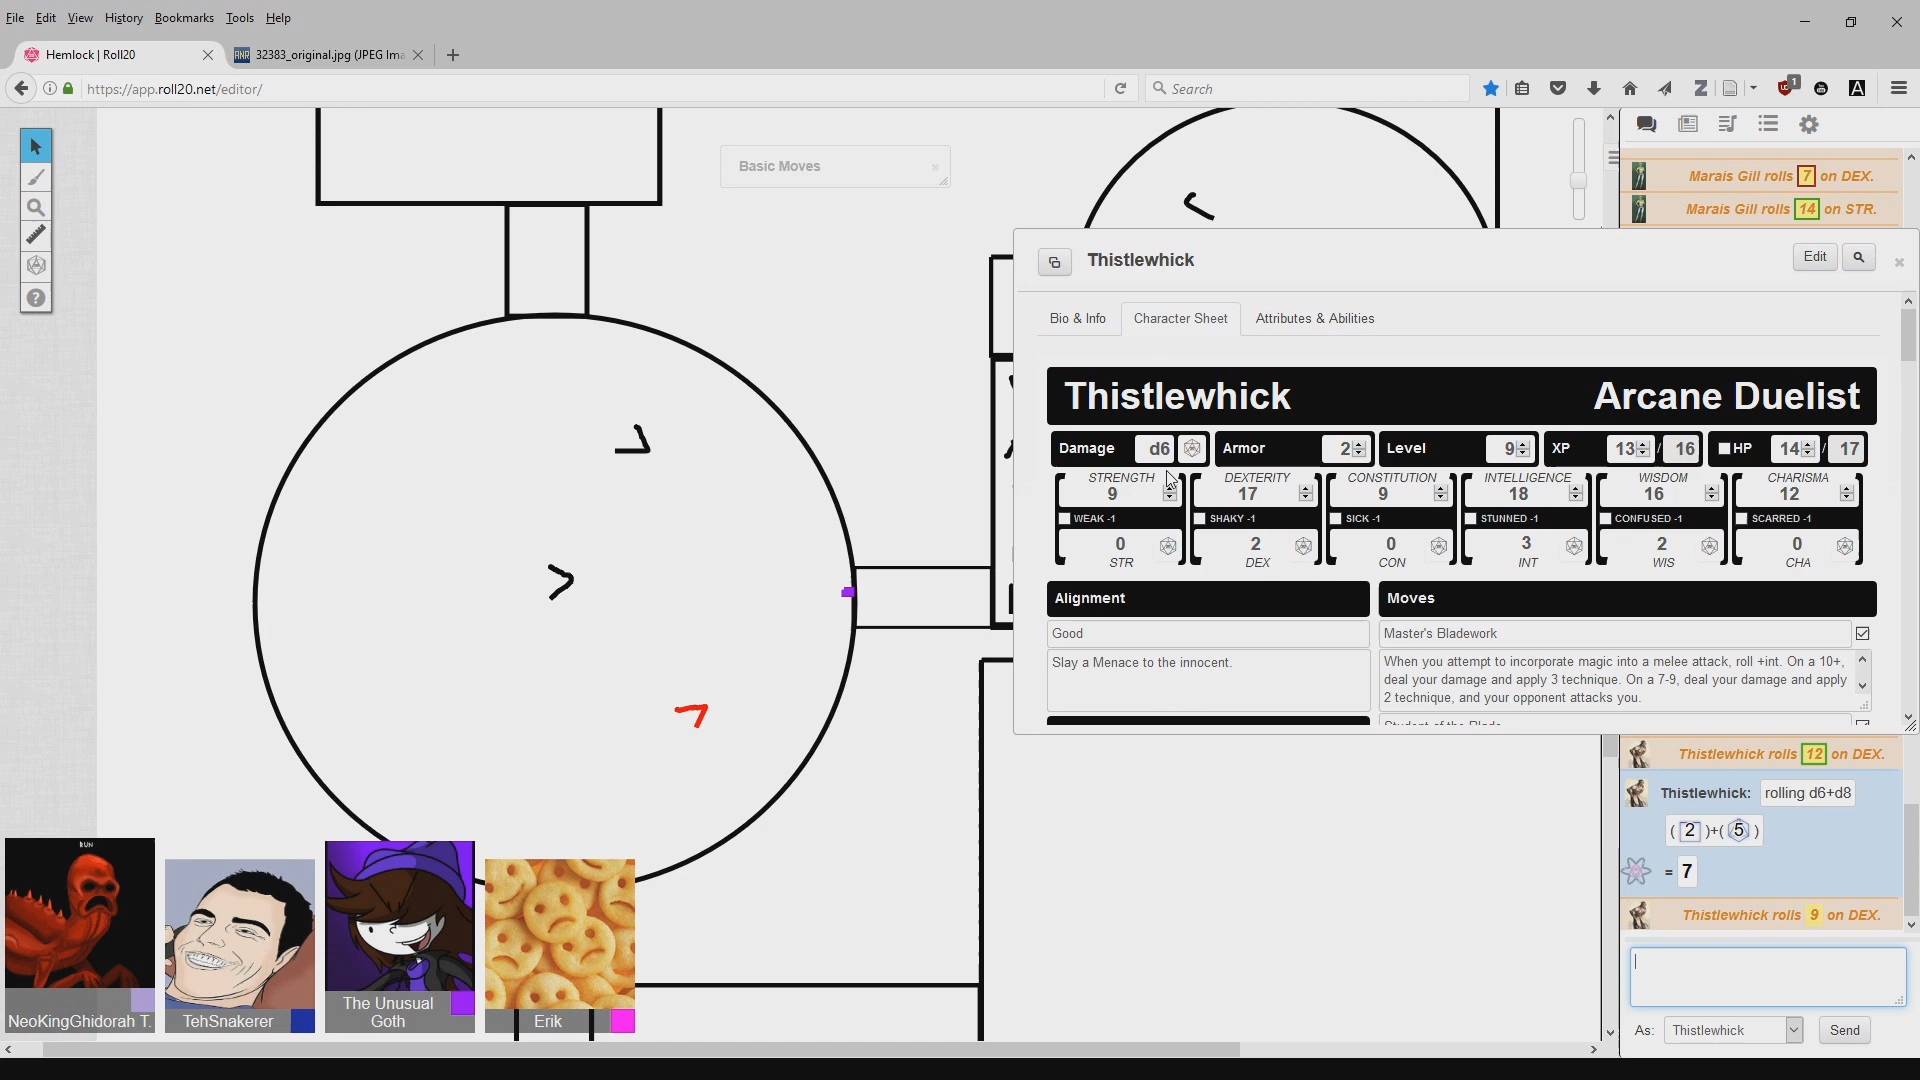 File Edit View History Bookmarks Tools Help
Hemlock | Roll20
32383_original.jpg (JPEG Ima
https://app.roll20.net/editor/
Search
1
Basic Moves
Marais Gill rolls 7 on DEX.
Marais Gill rolls 14 on STR.
Thistlewhick
Edit
Bio & Info Character Sheet Attributes & Abilities
Thistlewhick Arcane Duelist
Damage d6 Armor 2 Level 9 XP 13 / 16 HP 14 / 17
STRENGTH DEXTERITY CONSTITUTION INTELLIGENCE WISDOM CHARISMA
9 17 9 18 16 12
WEAK -1 SHAKY -1 SICK -1 STUNNED -1 CONFUSED -1 SCARRED -1
0 2 0 3 2 0
STR DEX CON INT WIS CHA
Alignment Moves
Good Master's Bladework
Slay a Menace to the innocent.
When you attempt to incorporate magic into a melee attack, roll +int. On a 10+,
deal your damage and apply 3 technique. On a 7-9, deal your damage and apply
2 technique, and your opponent attacks you.
Thistlewhick rolls 12 on DEX.
Thistlewhick: rolling d6+d8
( 2 )+( 5 )
= 7
Thistlewhick rolls 9 on DEX.
As: Thistlewhick Send
RUN
NeoKingGhidorah T.
TehSnakerer
The Unusual
Goth
Erik